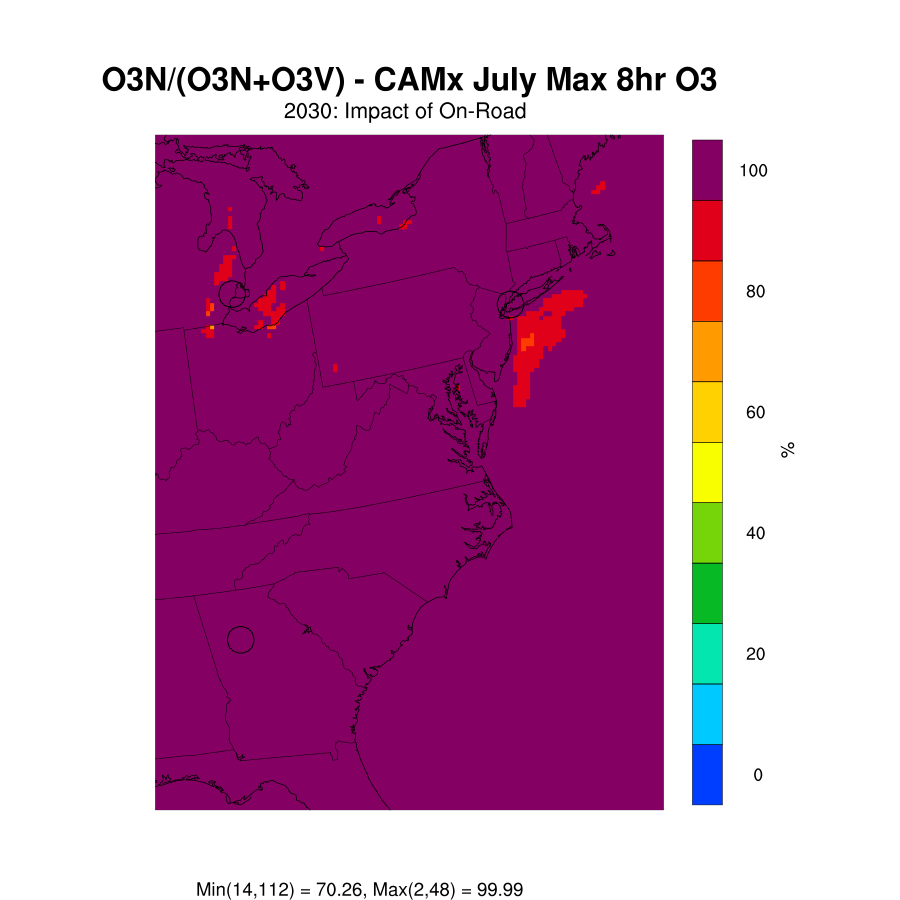 O3N/(O3N+O3V) - CAMx July Max 8hr O3
2030: Impact of On-Road
100
80
60
%
40
20
0
Min(14,112) = 70.26, Max(2,48) = 99.99